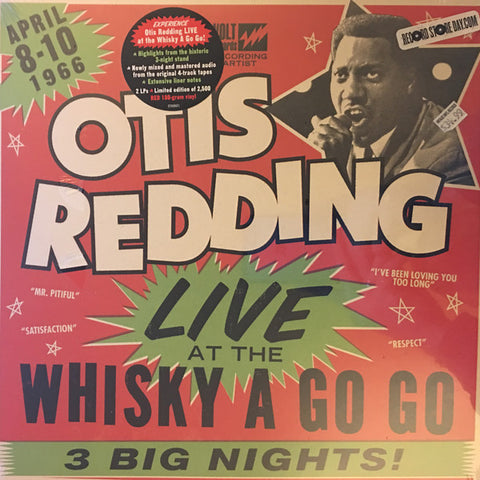 APRIL
8-10
1966
EXPERIENCE
Otis Redding LIVE
at the Whisky A Go Go!
• Highlights from the historic
3-night stand
• Newly mixed and mastered audio
from the original 4-track tapes
• Extensive liner notes
2 LPs • Limited edition of 2,500
RED 180-gram vinyl
VOLT
RECORDING
ARTIST
RECORD STORE DAY.COM
OTIS
REDDING
"MR. PITIFUL"
"SATISFACTION"
"I'VE BEEN LOVING YOU
TOO LONG"
"RESPECT"
LIVE
AT THE
WHISKY A GO GO
3 BIG NIGHTS!